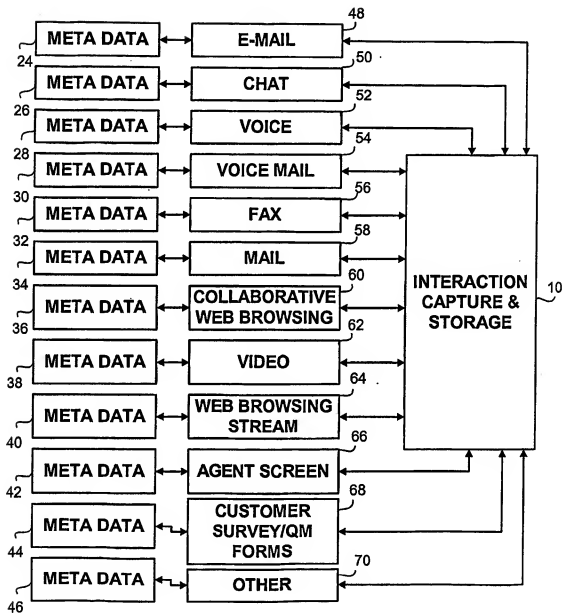 48
META DATA E-MAIL
24 50
META DATA CHAT
26 52
META DATA VOICE
28 54
META DATA VOICE MAIL
30 56
META DATA FAX
32 58
META DATA MAIL
34 60
META DATA COLLABORATIVE
WEB BROWSING
36 62
META DATA VIDEO
38 64
META DATA WEB BROWSING
STREAM
40 66
META DATA AGENT SCREEN
42 68
META DATA CUSTOMER
SURVEY/QM
FORMS
44 70
META DATA OTHER
46
INTERACTION
CAPTURE &
STORAGE
10